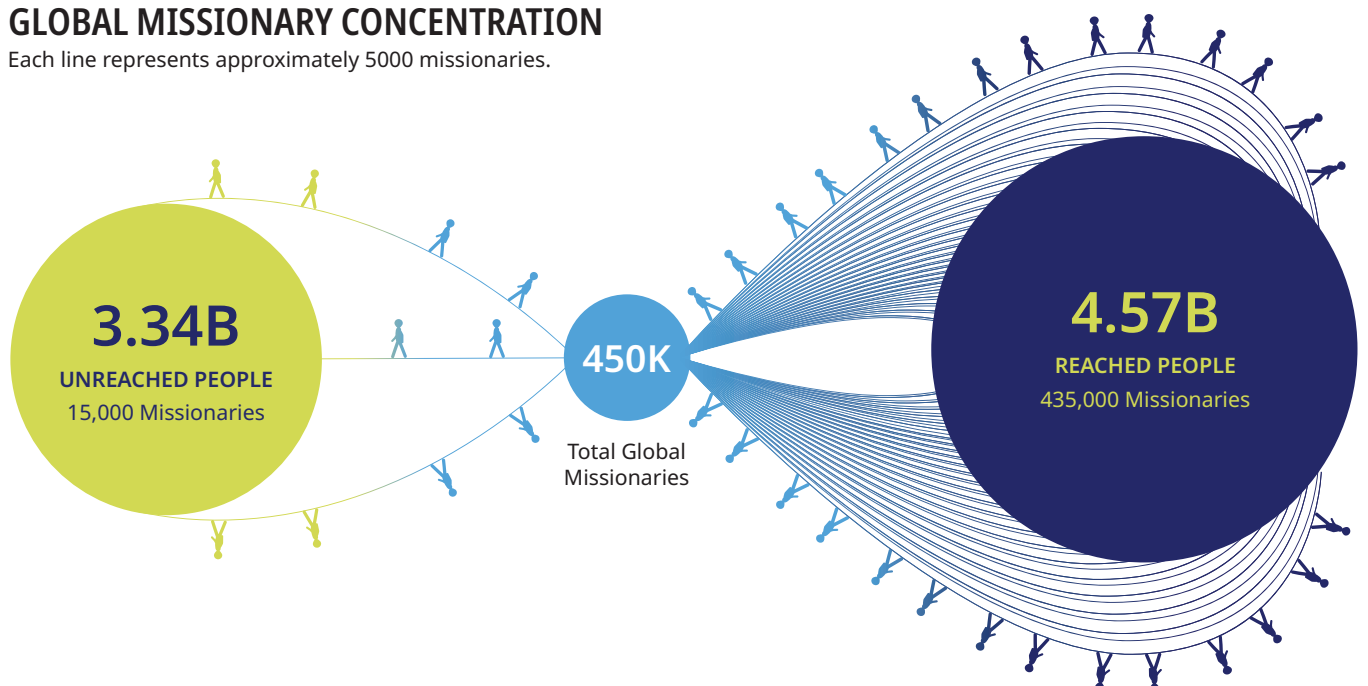 GLOBAL MISSIONARY CONCENTRATION
Each line represents approximately 5000 missionaries.
3.34B
UNREACHED PEOPLE
15,000 Missionaries
450K
Total Global
Missionaries
4.57B
REACHED PEOPLE
435,000 Missionaries